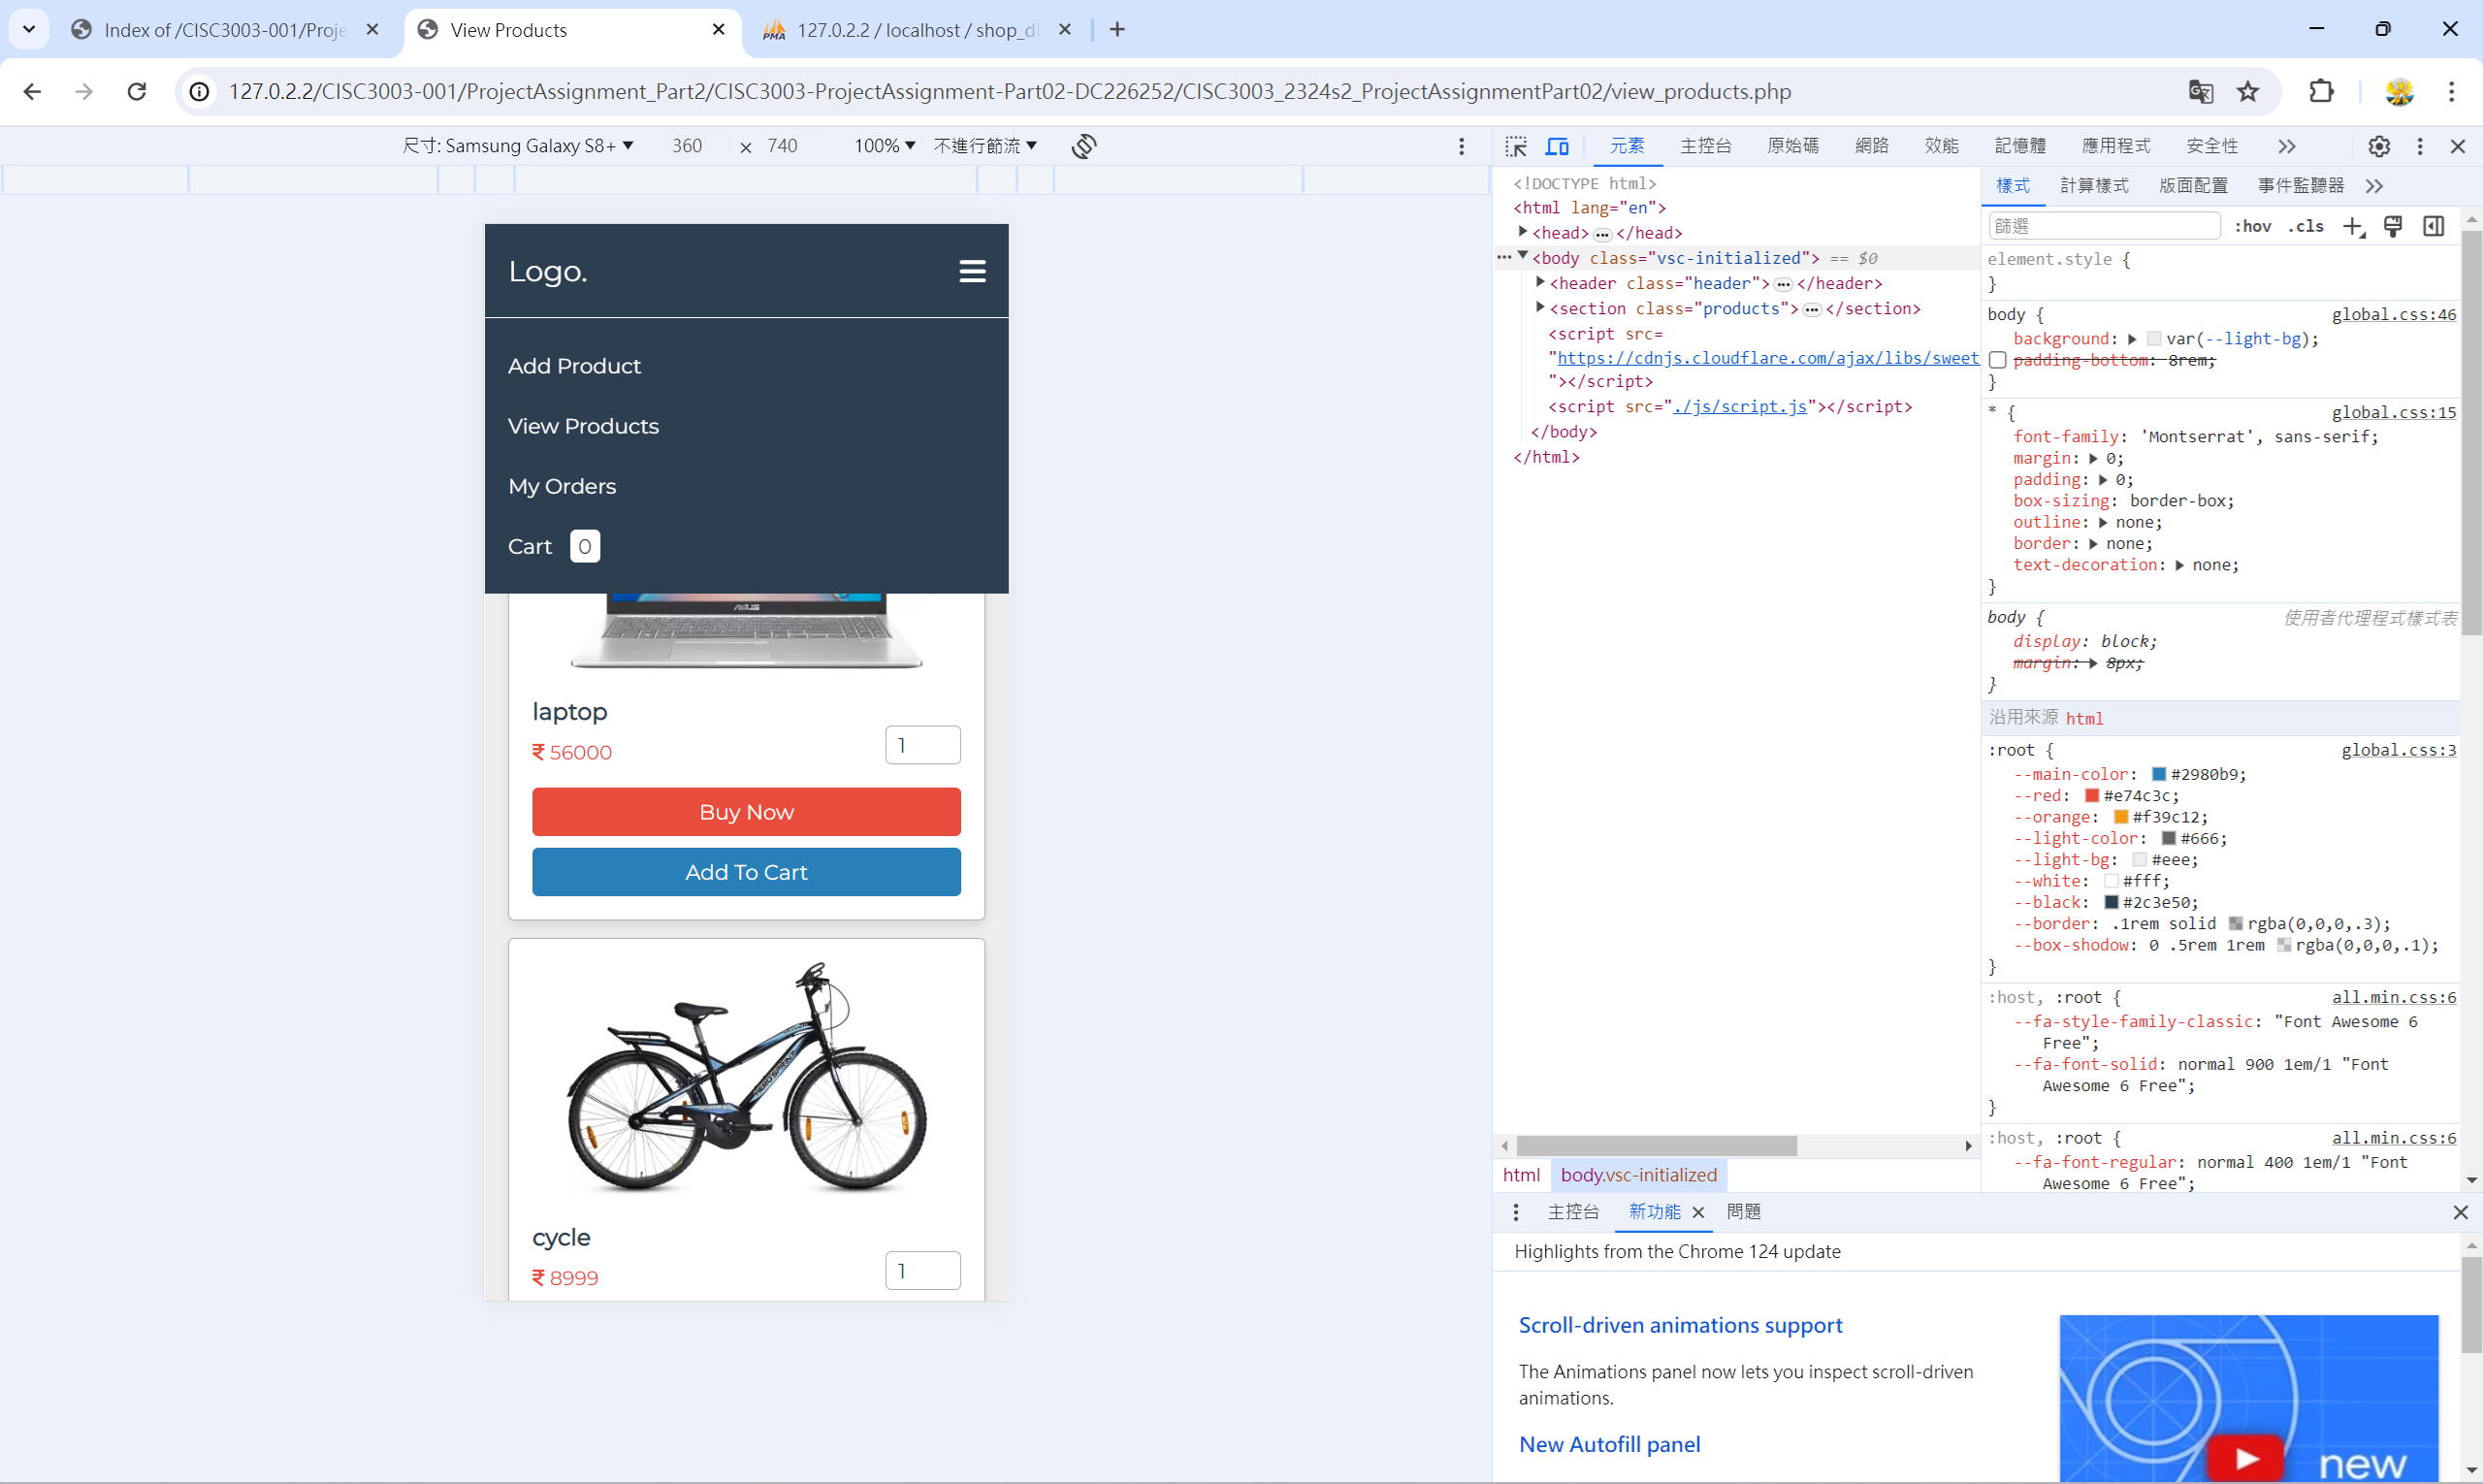 Index of /CISC3003-001/Proje
View Products
127.0.2.2 / localhost / shop_d
127.0.2.2/CISC3003-001/ProjectAssignment_Part2/CISC3003-ProjectAssignment-Part02-DC226252/CISC3003_2324s2_ProjectAssignmentPart02/view_products.php
尺寸: Samsung Galaxy S8+ ▼ 360 × 740 100% ▼ 不進行節流 ▼
Logo.
Add Product
View Products
My Orders
Cart 0
ASUS
laptop
₹ 56000
1
Buy Now
Add To Cart
cycle
₹ 8999
1
元素 主控台 原始碼 網路 效能 記憶體 應用程式 安全性
<!DOCTYPE html>
<html lang="en">
<head> ••• </head>
••• <body class="vsc-initialized"> == $0
<header class="header"> ••• </header>
<section class="products"> ••• </section>
<script src=
"https://cdnjs.cloudflare.com/ajax/libs/sweet
"></script>
<script src="./js/script.js"></script>
</body>
</html>
html body.vsc-initialized
樣式 計算樣式 版面配置 事件監聽器
篩選 :hov .cls
element.style {
}
body { global.css:46
background: var(--light-bg);
padding-bottom: 8rem;
}
* { global.css:15
font-family: 'Montserrat', sans-serif;
margin: 0;
padding: 0;
box-sizing: border-box;
outline: none;
border: none;
text-decoration: none;
}
body { 使用者代理程式樣式表
display: block;
margin: 8px;
}
沿用來源 html
:root { global.css:3
--main-color: #2980b9;
--red: #e74c3c;
--orange: #f39c12;
--light-color: #666;
--light-bg: #eee;
--white: #fff;
--black: #2c3e50;
--border: .1rem solid rgba(0,0,0,.3);
--box-shodow: 0 .5rem 1rem rgba(0,0,0,.1);
}
:host, :root { all.min.css:6
--fa-style-family-classic: "Font Awesome 6
Free";
--fa-font-solid: normal 900 1em/1 "Font
Awesome 6 Free";
}
:host, :root { all.min.css:6
--fa-font-regular: normal 400 1em/1 "Font
Awesome 6 Free";
主控台 新功能 問題
Highlights from the Chrome 124 update
Scroll-driven animations support
The Animations panel now lets you inspect scroll-driven
animations.
New Autofill panel
new